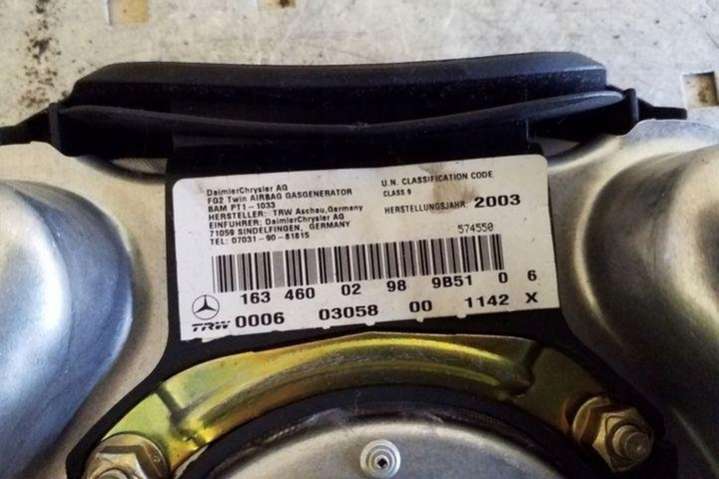 DaimlerChrysler AG
FG2 Twin AIRBAG GASGENERATOR
BAM PT1-1033
HERSTELLER: TRW Aschau,Germany
EINFUHRER: DaimlerChrysler AG
71059 SINDELFINGEN, GERMANY
TEL: 07031-90-81815
U.N. CLASSIFICATION CODE
CLASS 9
HERSTELLUNGSJAHR: 2003
574550
163 460 02 98 9B51 0 6
TRW 0006 03058 00 1142 X